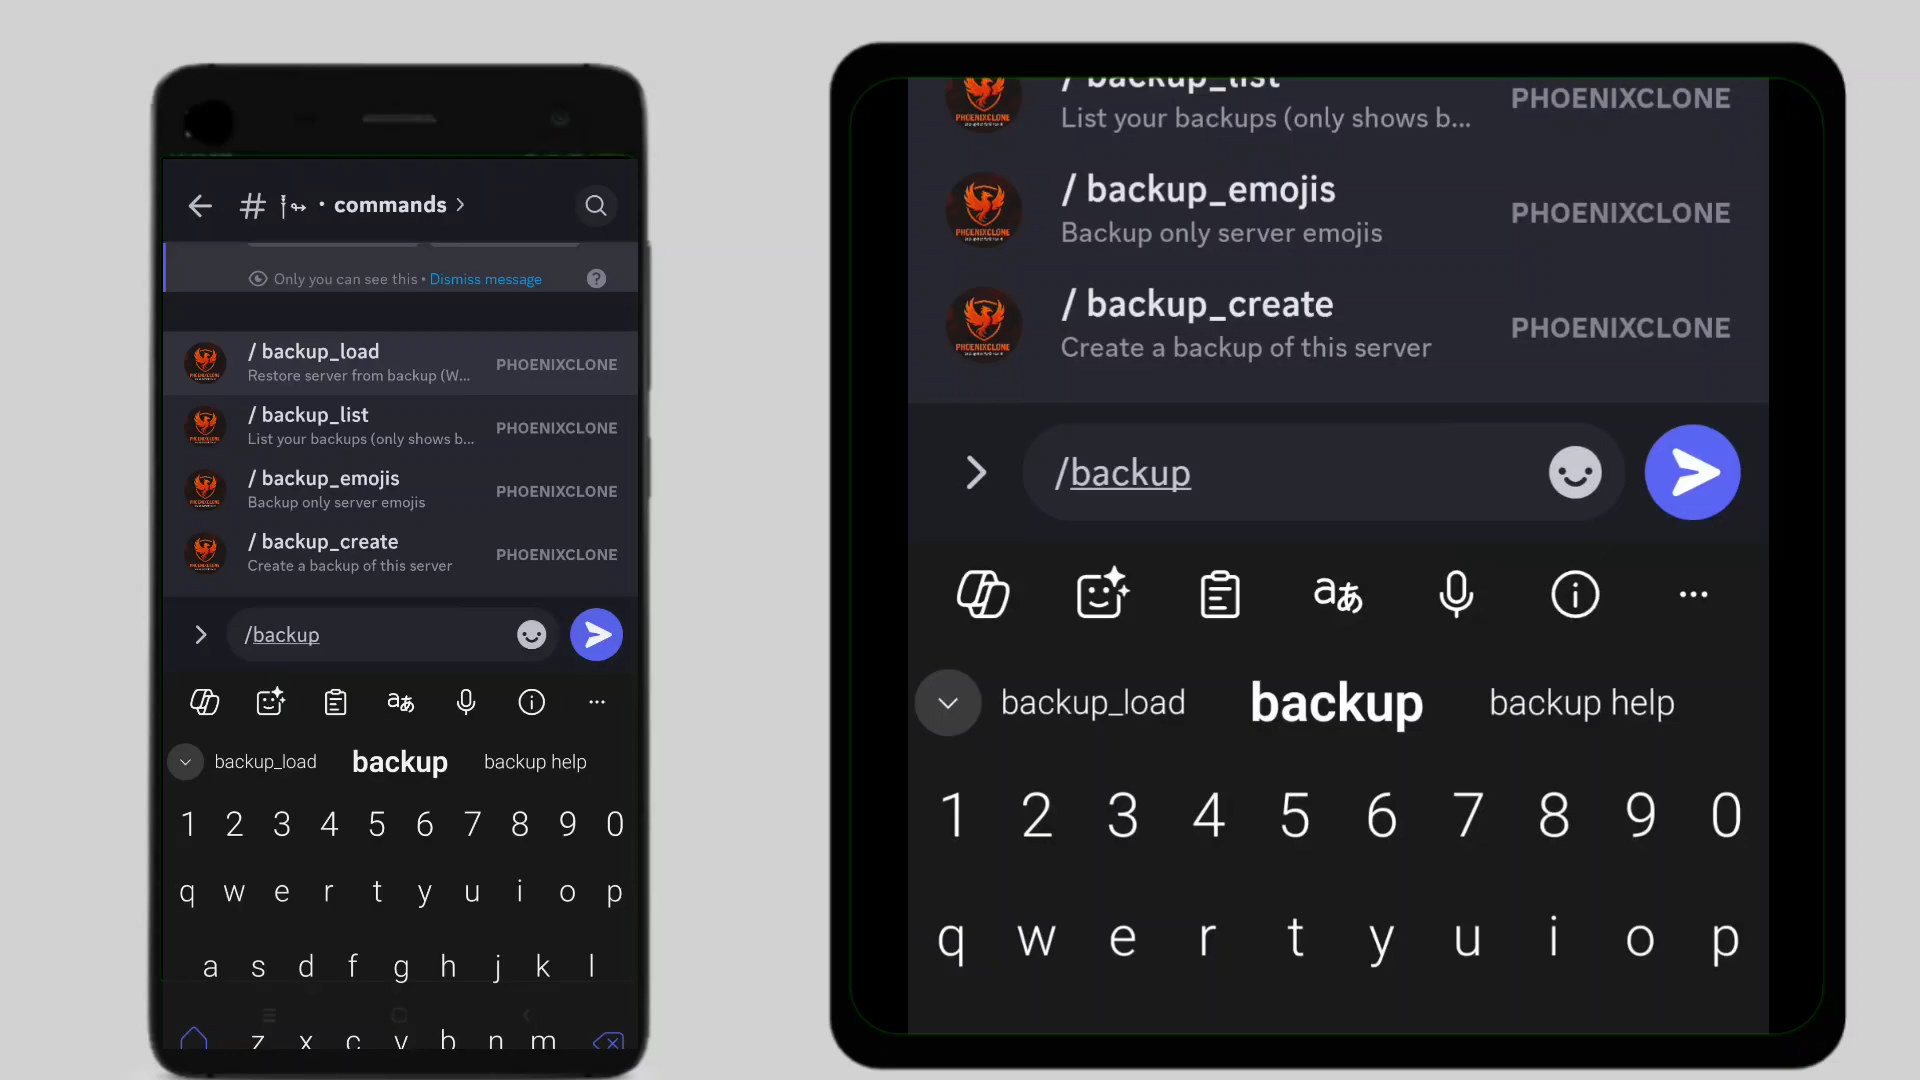 # · commands >
Only you can see this • Dismiss message
/ backup_load
Restore server from backup (W...
PHOENIXCLONE
/ backup_list
List your backups (only shows b...
PHOENIXCLONE
/ backup_emojis
Backup only server emojis
PHOENIXCLONE
/ backup_create
Create a backup of this server
PHOENIXCLONE
/backup
aあ
backup_load backup backup help
1 2 3 4 5 6 7 8 9 0
q w e r t y u i o p
a s d f g h j k l
z x c v b n m
/ backup_list
List your backups (only shows b...
PHOENIXCLONE
PHOENIXCLONE
/ backup_emojis
Backup only server emojis
PHOENIXCLONE
PHOENIXCLONE
/ backup_create
Create a backup of this server
PHOENIXCLONE
PHOENIXCLONE
/backup
aあ
backup_load backup backup help
1 2 3 4 5 6 7 8 9 0
q w e r t y u i o p